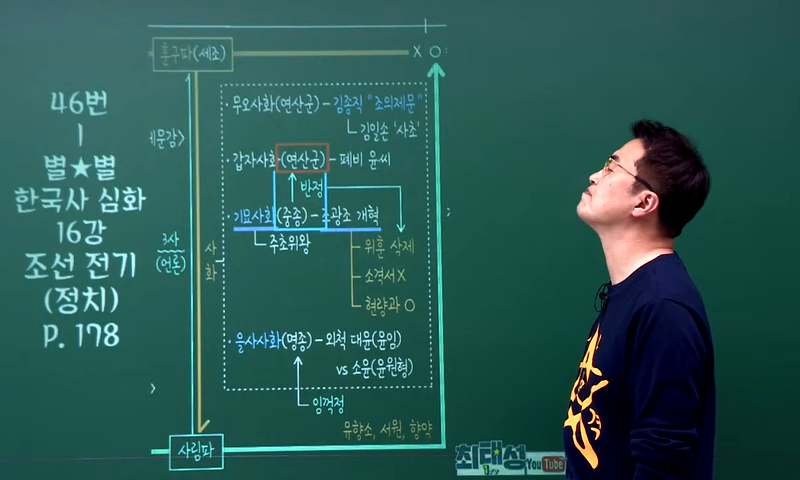 46번
|
별★별
한국사 심화
16강
조선 전기
(정치)
P. 178
훈구파(세조)
X O
세문감>
3사
(언론)
사화
· 무오사화(연산군) - 김종직 "조의제문"
김일손 '사초'
· 갑자사화(연산군) - 폐비 윤씨
반정
· 기묘사화(중종) - 조광조 개혁
주초위왕
위훈 삭제
소격서 X
현량과 O
· 을사사화(명종) - 외척 대윤(윤임)
vs 소윤(윤원형)
임꺽정
유향소, 서원, 향약
사림파
최태성
YouTube